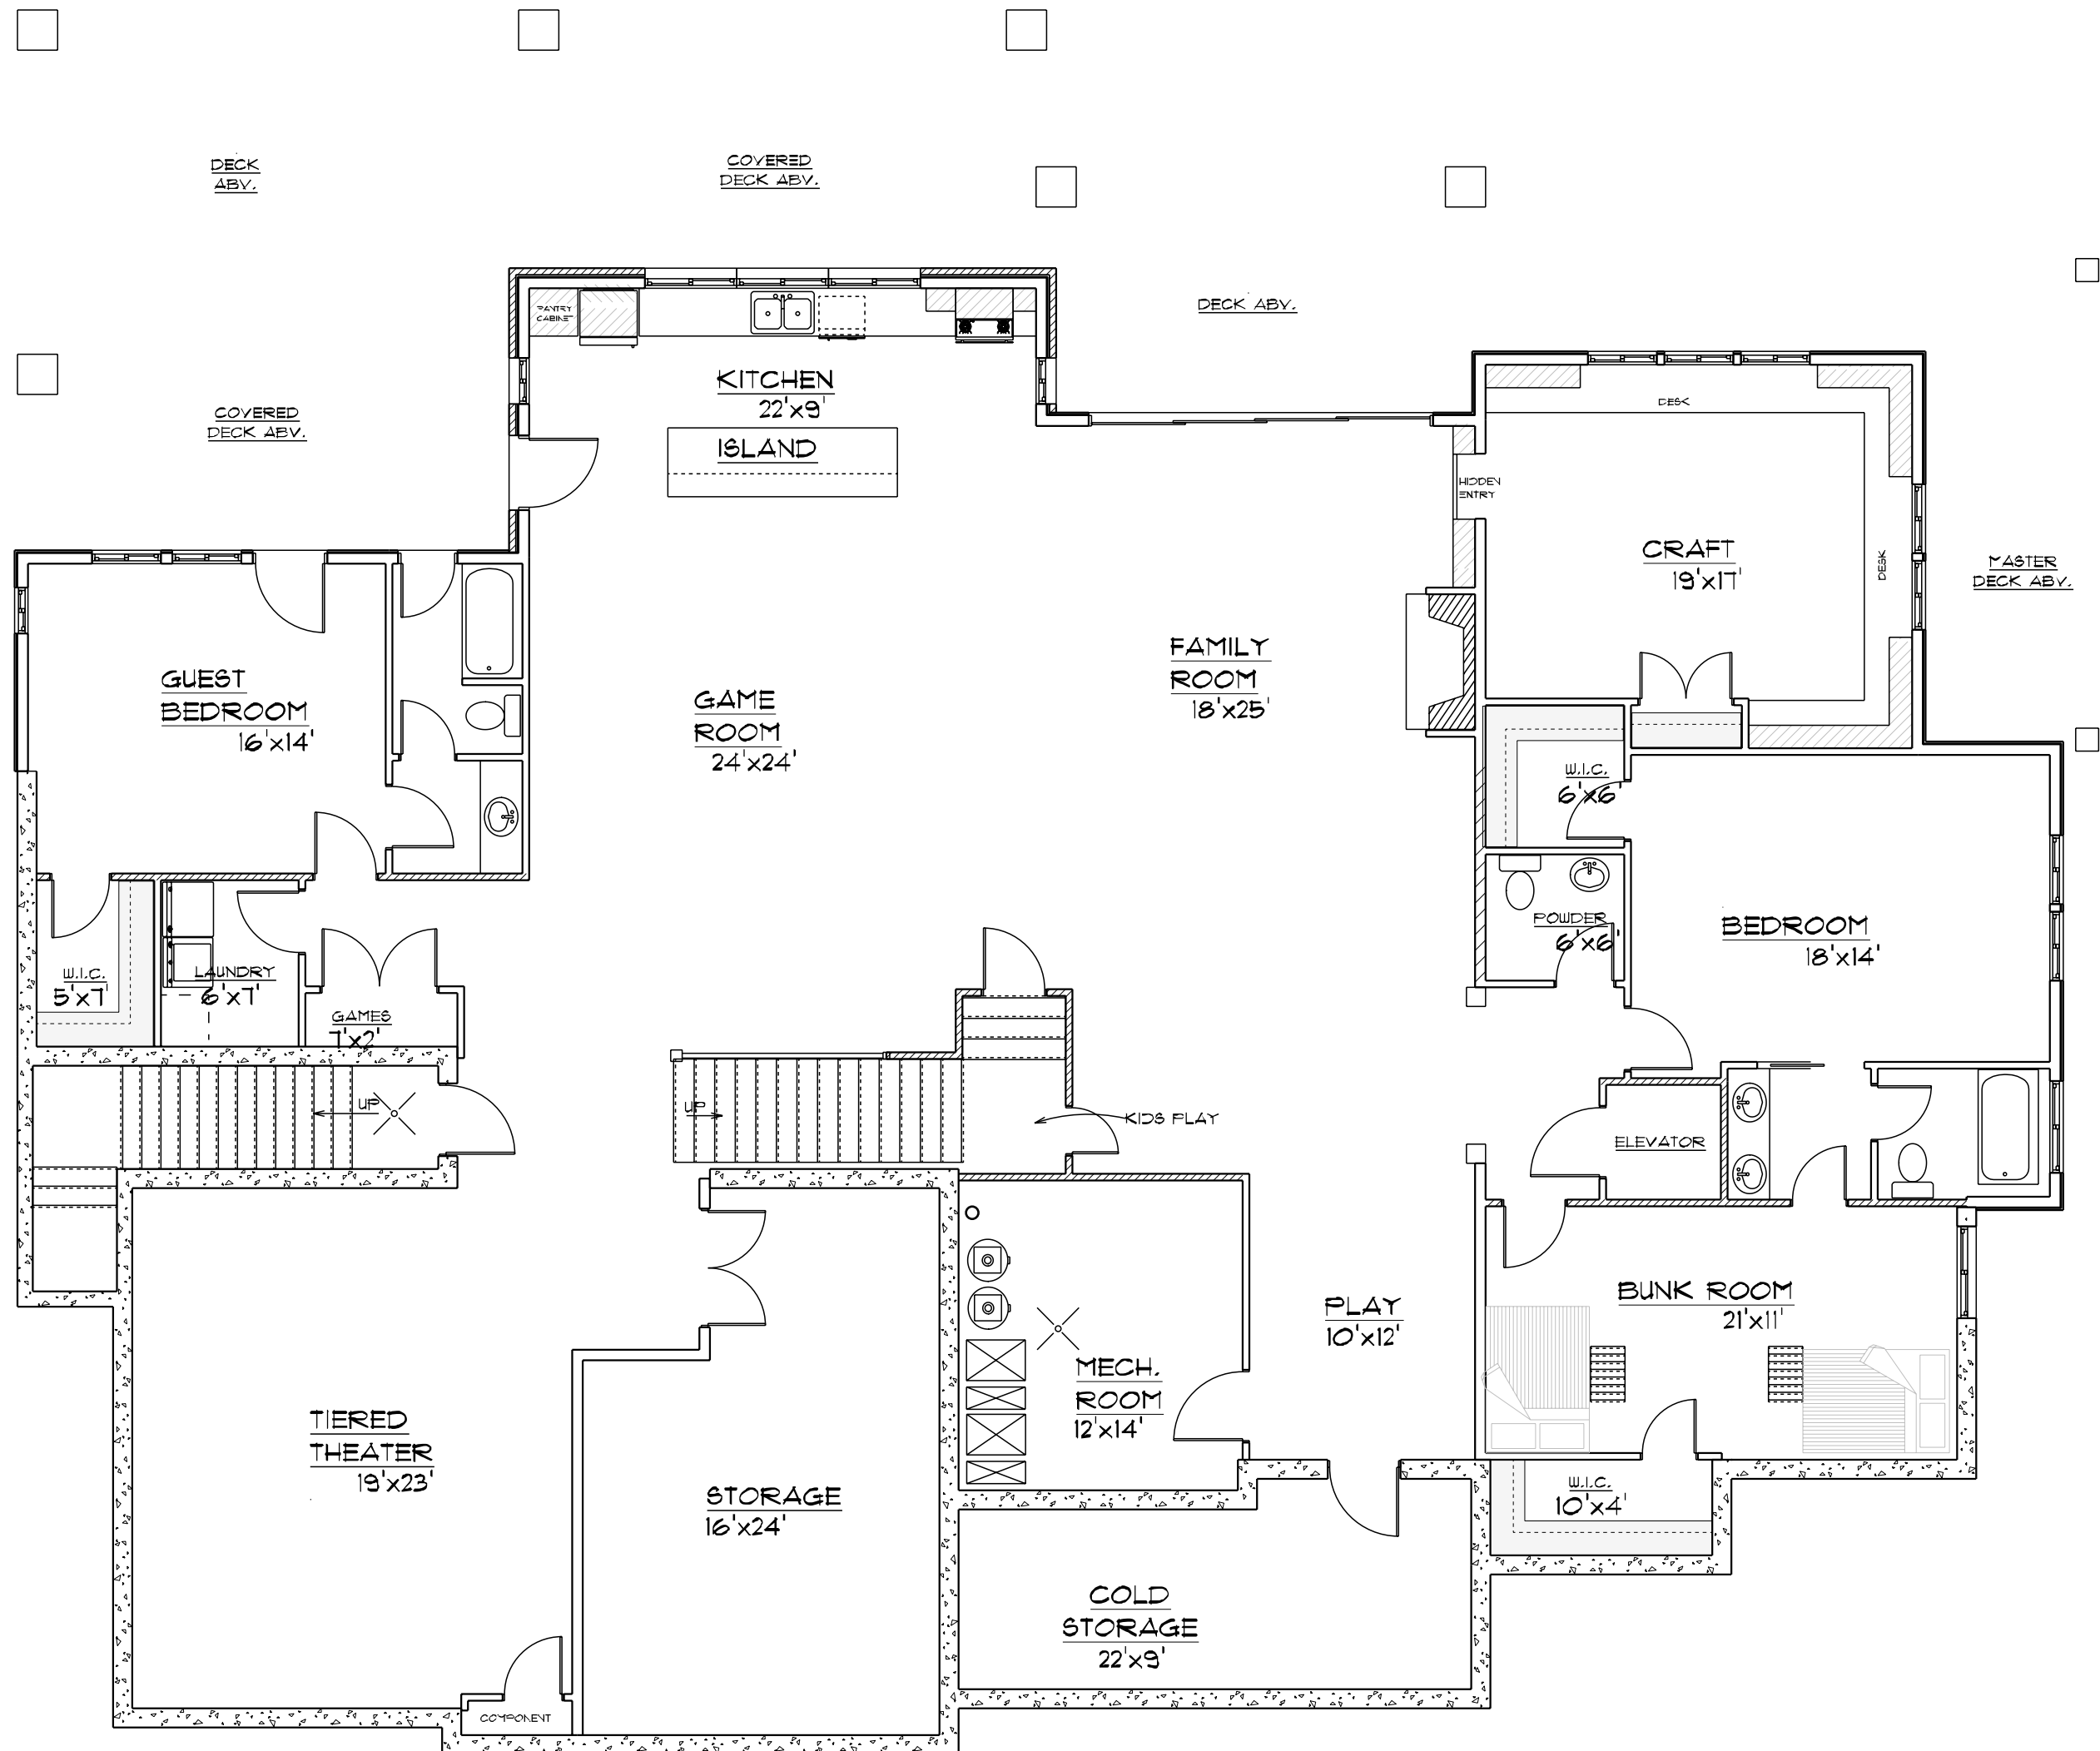 DECK
ABV.
COVERED
DECK ABV.
DECK ABV.
PANTRY
CABINET
KITCHEN
22'x9'
ISLAND
COVERED
DECK ABV.
DESK
HIDDEN
ENTRY
CRAFT
19'x17'
DESK
MASTER
DECK ABV.
GUEST
BEDROOM
16'x14'
GAME
ROOM
24'x24'
FAMILY
ROOM
18'x25'
W.I.C.
6'x6'
POWDER
6'x6'
BEDROOM
18'x14'
W.I.C.
5'x7'
LAUNDRY
6'x7'
GAMES
7'x2'
UP
UP
KIDS PLAY
ELEVATOR
BUNK ROOM
21'x11'
PLAY
10'x12'
MECH.
ROOM
12'x14'
TIERED
THEATER
19'x23'
STORAGE
16'x24'
W.I.C.
10'x4'
COLD
STORAGE
22'x9'
COMPONENT